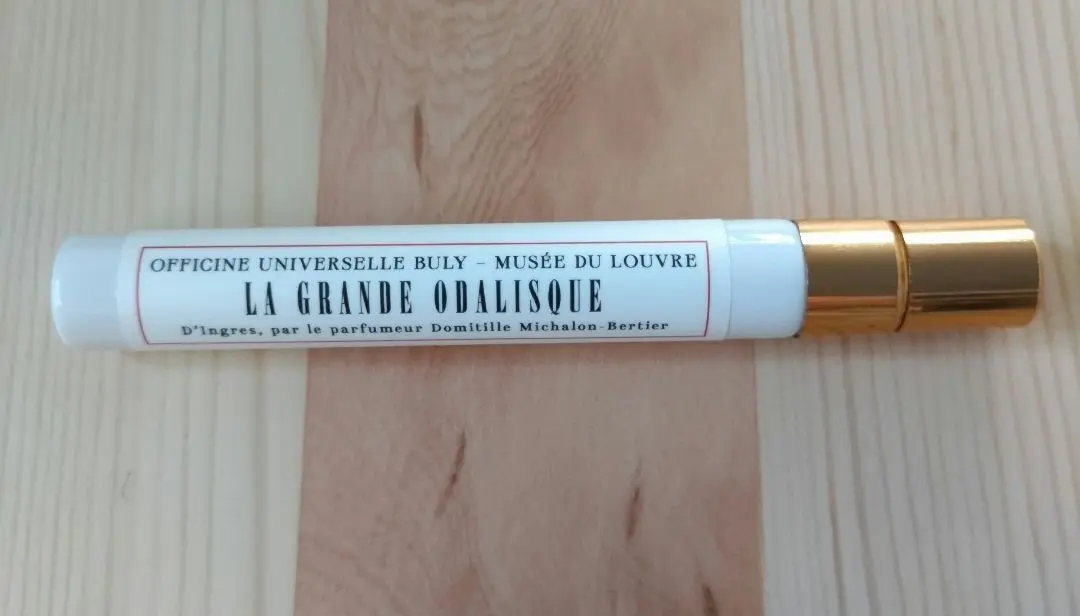 OFFICINE UNIVERSELLE BULY – MUSÉE DU LOUVRE
LA GRANDE ODALISQUE
D'Ingres, par le parfumeur Domitille Michalon-Bertier